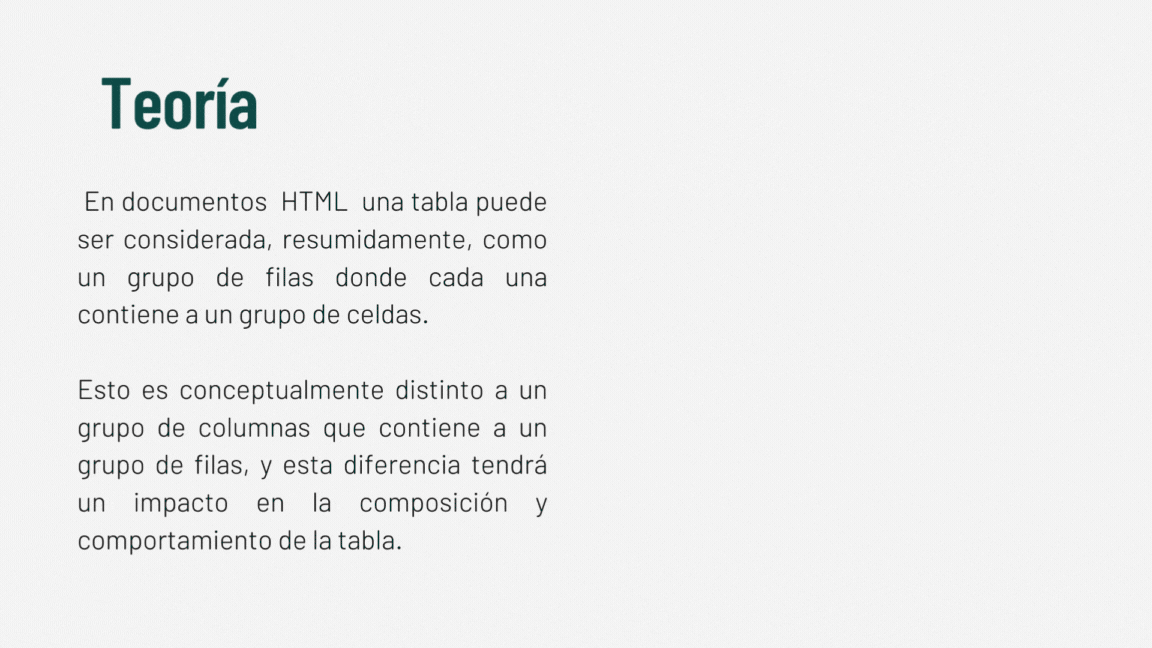 Teoría
En documentos HTML una tabla puede
ser considerada, resumidamente, como
un grupo de filas donde cada una
contiene a un grupo de celdas.
Esto es conceptualmente distinto a un
grupo de columnas que contiene a un
grupo de filas, y esta diferencia tendrá
un impacto en la composición y
comportamiento de la tabla.